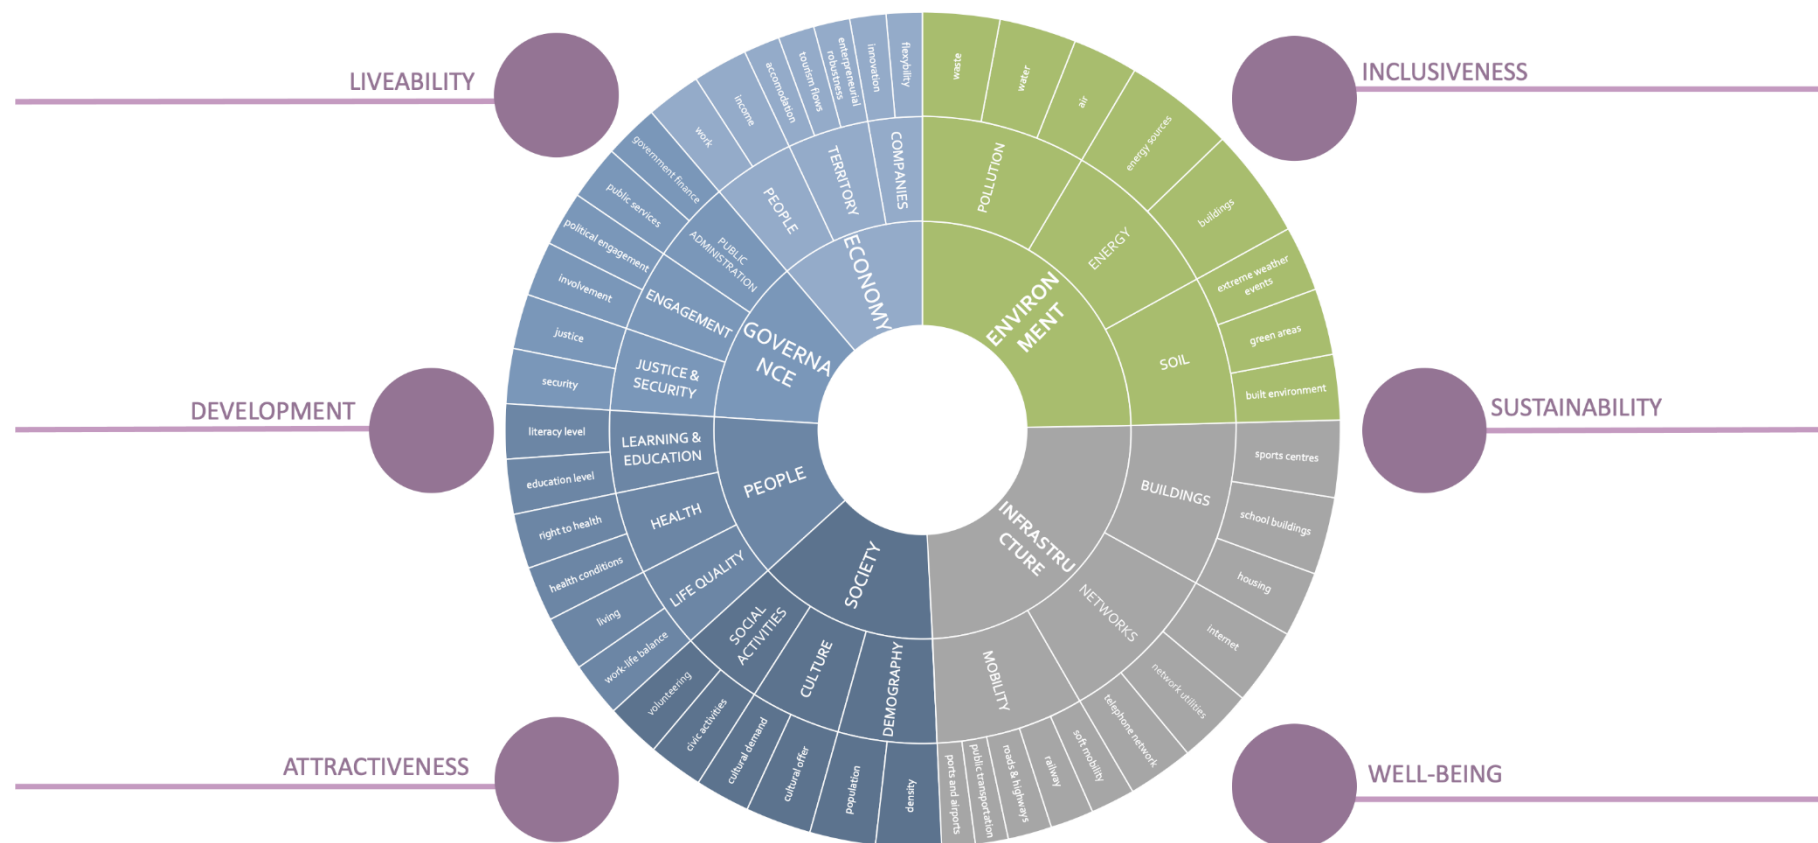 LIVEABILITY
DEVELOPMENT
ATTRACTIVENESS
INCLUSIVENESS
SUSTAINABILITY
WELL-BEING
ENVIRON
MENT
POLLUTION
waste
water
air
ENERGY
energy sources
buildings
SOIL
extreme weather
events
green areas
built environment
INFRASTRU
CTURE
BUILDINGS
sports centres
school buildings
housing
NETWORKS
internet
network utilities
telephone network
MOBILITY
soft mobility
railway
roads & highways
public transportation
ports and airports
SOCIETY
DEMOGRAPHY
density
population
CULTURE
cultural offer
cultural demand
SOCIAL
ACTIVITIES
civic activities
volunteering
PEOPLE
LIFE QUALITY
work-life balance
living
HEALTH
health conditions
right to health
LEARNING &
EDUCATION
education level
literacy level
GOVERNA
NCE
JUSTICE &
SECURITY
security
justice
ENGAGEMENT
involvement
political engagement
PUBLIC
ADMINISTRATION
public services
government finance
ECONOMY
PEOPLE
work
income
TERRITORY
accomodation
tourism flows
enterpreneurial
robustness
COMPANIES
innovation
flexybility